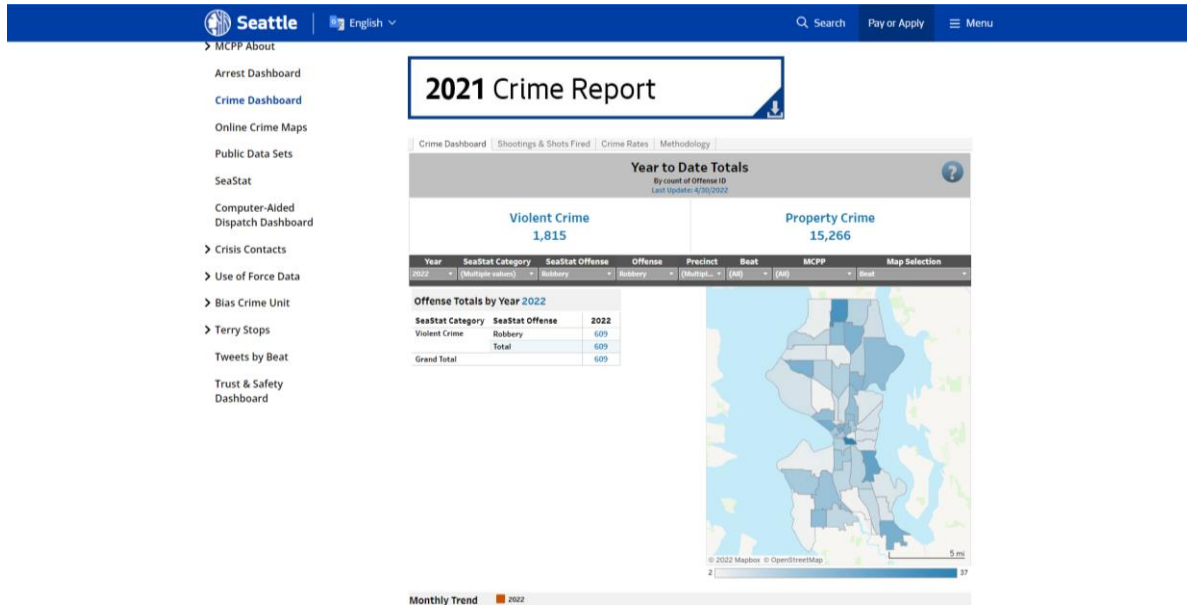 Seattle English Search Pay or Apply Menu
MCPP About
Arrest Dashboard
Crime Dashboard
Online Crime Maps
Public Data Sets
SeaStat
Computer-Aided
Dispatch Dashboard
Crisis Contacts
Use of Force Data
Bias Crime Unit
Terry Stops
Tweets by Beat
Trust & Safety
Dashboard
2021 Crime Report
Crime Dashboard Shootings & Shots Fired Crime Rates Methodology
Year to Date Totals
By count of Offense ID
Last Update: 4/30/2022
?
Violent Crime Property Crime
1,815 15,266
Year SeaStat Category SeaStat Offense Offense Precinct Beat MCPP Map Selection
2022 (Multiple values) Robbery Robbery (Multipl... (All) (All) Beat
Offense Totals by Year 2022
SeaStat Category SeaStat Offense 2022
Violent Crime Robbery 609
Total 609
Grand Total 609
5 mi
© 2022 Mapbox © OpenStreetMap
2 37
Monthly Trend 2022